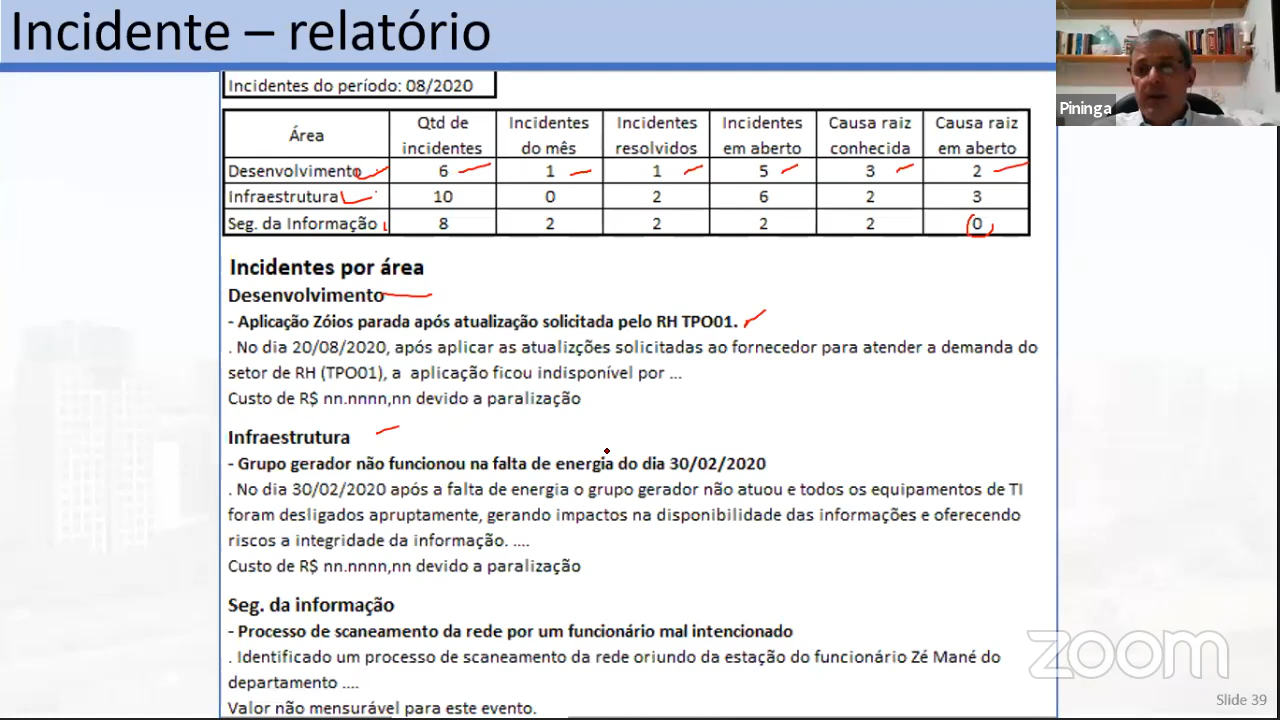 Incidente – relatório
Pininga
Incidentes do período: 08/2020
Área Qtd de incidentes Incidentes do mês Incidentes resolvidos Incidentes em aberto Causa raiz conhecida Causa raiz em aberto
Desenvolvimento 6 1 1 5 3 2
Infraestrutura 10 0 2 6 2 3
Seg. da Informação 8 2 2 2 2 0
Incidentes por área
Desenvolvimento
- Aplicação Zóios parada após atualização solicitada pelo RH TPO01.
. No dia 20/08/2020, após aplicar as atualizções solicitadas ao fornecedor para atender a demanda do
setor de RH (TPO01), a aplicação ficou indisponível por ...
Custo de R$ nn.nnnn,nn devido a paralização
Infraestrutura
- Grupo gerador não funcionou na falta de energia do dia 30/02/2020
. No dia 30/02/2020 após a falta de energia o grupo gerador não atuou e todos os equipamentos de TI
foram desligados apruptamente, gerando impactos na disponibilidade das informações e oferecendo
riscos a integridade da informação. ....
Custo de R$ nn.nnnn,nn devido a paralização
Seg. da informação
- Processo de scaneamento da rede por um funcionário mal intencionado
. Identificado um processo de scaneamento da rede oriundo da estação do funcionário Zé Mané do
departamento ....
Valor não mensurável para este evento.
zoom
Slide 39